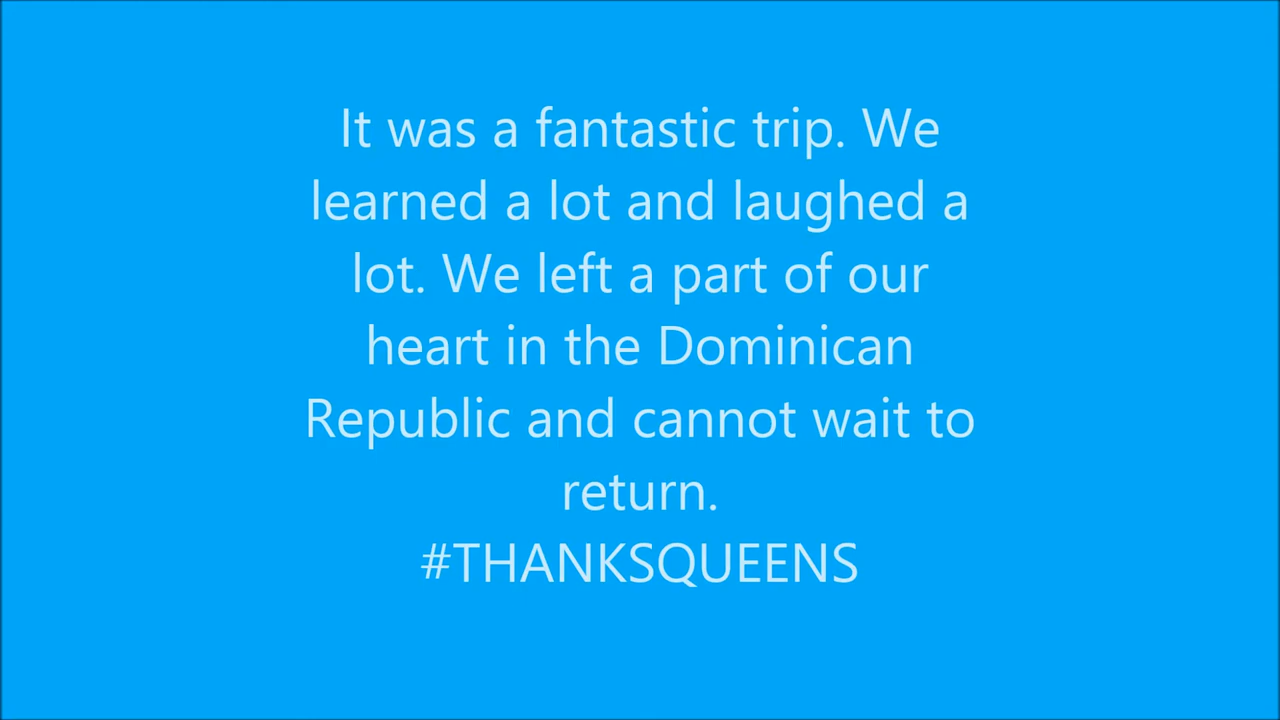 It was a fantastic trip. We
learned a lot and laughed a
lot. We left a part of our
heart in the Dominican
Republic and cannot wait to
return.
#THANKSQUEENS